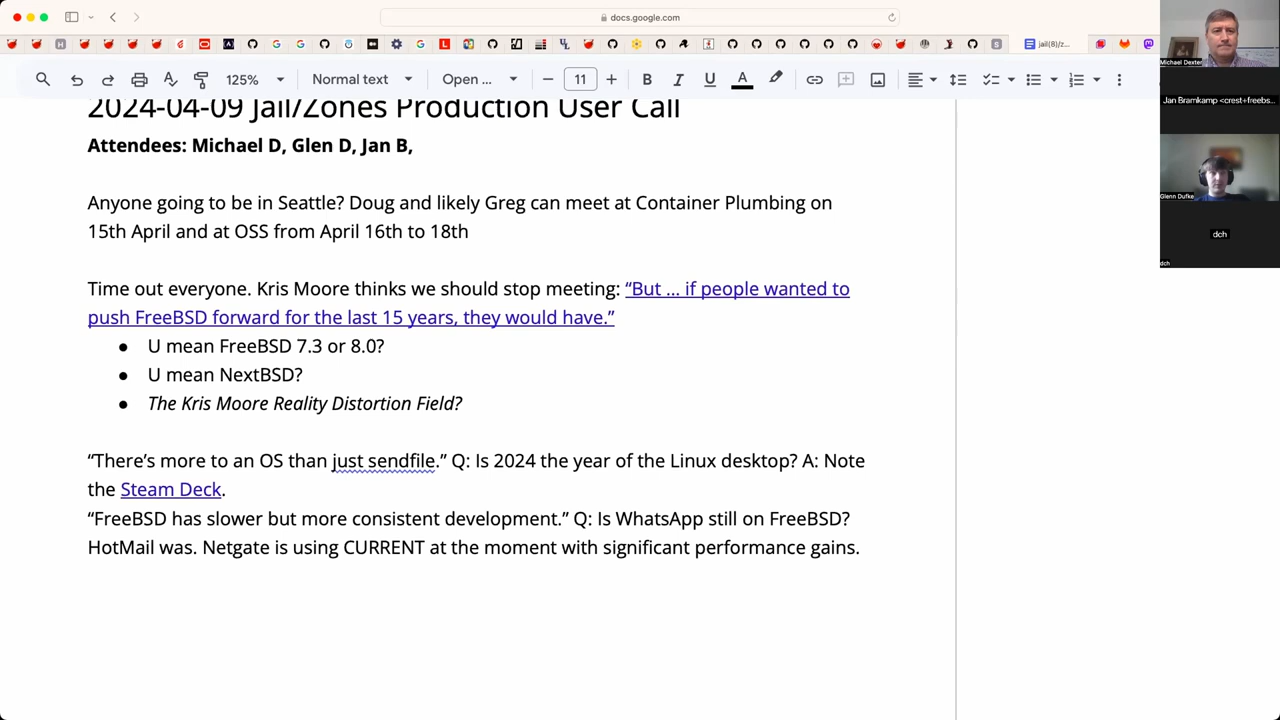 docs.google.com
125%
Normal text
Open ...
11
B
I
U
A
jail(8)/z...
2024-04-09 Jail/Zones Production User Call
Attendees: Michael D, Glen D, Jan B,
Anyone going to be in Seattle? Doug and likely Greg can meet at Container Plumbing on
15th April and at OSS from April 16th to 18th
Time out everyone. Kris Moore thinks we should stop meeting: “But ... if people wanted to
push FreeBSD forward for the last 15 years, they would have.”
● U mean FreeBSD 7.3 or 8.0?
● U mean NextBSD?
● The Kris Moore Reality Distortion Field?
“There’s more to an OS than just sendfile.” Q: Is 2024 the year of the Linux desktop? A: Note
the Steam Deck.
“FreeBSD has slower but more consistent development.” Q: Is WhatsApp still on FreeBSD?
HotMail was. Netgate is using CURRENT at the moment with significant performance gains.
Michael Dexter
Jan Bramkamp <crest+freebs...
Glenn Dufke
dch
dch